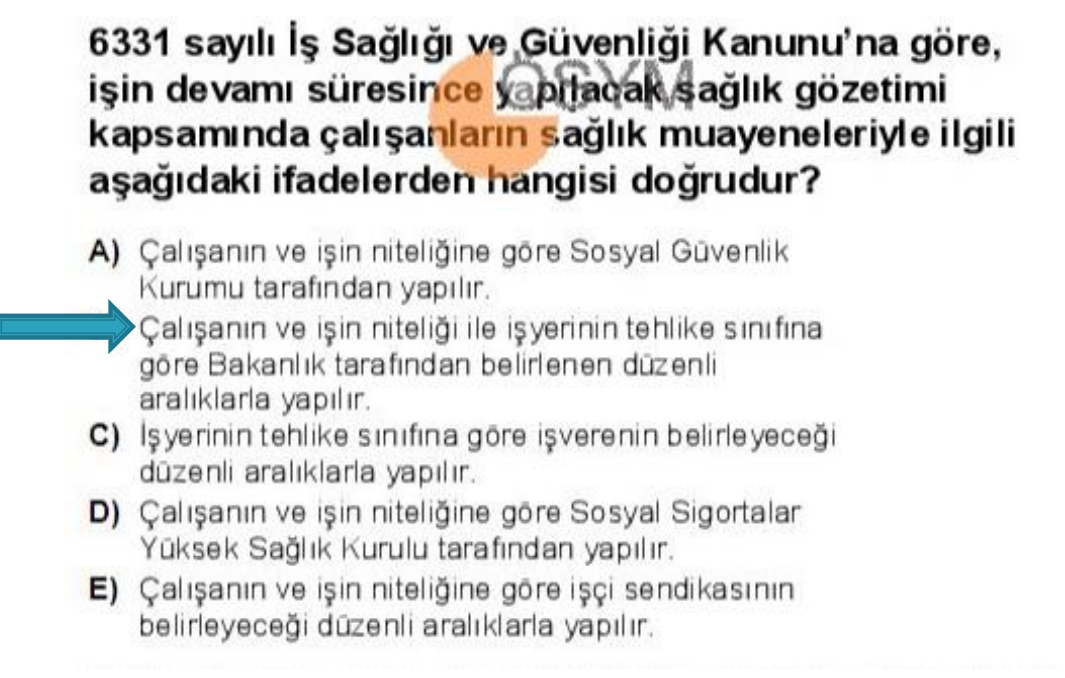 6331 sayılı İş Sağlığı ve Güvenliği Kanunu'na göre,
işin devamı süresince yapılacak sağlık gözetimi
kapsamında çalışanların sağlık muayeneleriyle ilgili
aşağıdaki ifadelerden hangisi doğrudur?
ÖSYM
A) Çalışanın ve işin niteliğine göre Sosyal Güvenlik
Kurumu tarafından yapılır.
Çalışanın ve işin niteliği ile işyerinin tehlike sınıfına
göre Bakanlık tarafından belirlenen düzenli
aralıklarla yapılır.
C) İşyerinin tehlike sınıfına göre işverenin belirleyeceği
düzenli aralıklarla yapılır.
D) Çalışanın ve işin niteliğine göre Sosyal Sigortalar
Yüksek Sağlık Kurulu tarafından yapılır.
E) Çalışanın ve işin niteliğine göre işçi sendikasının
belirleyeceği düzenli aralıklarla yapılır.